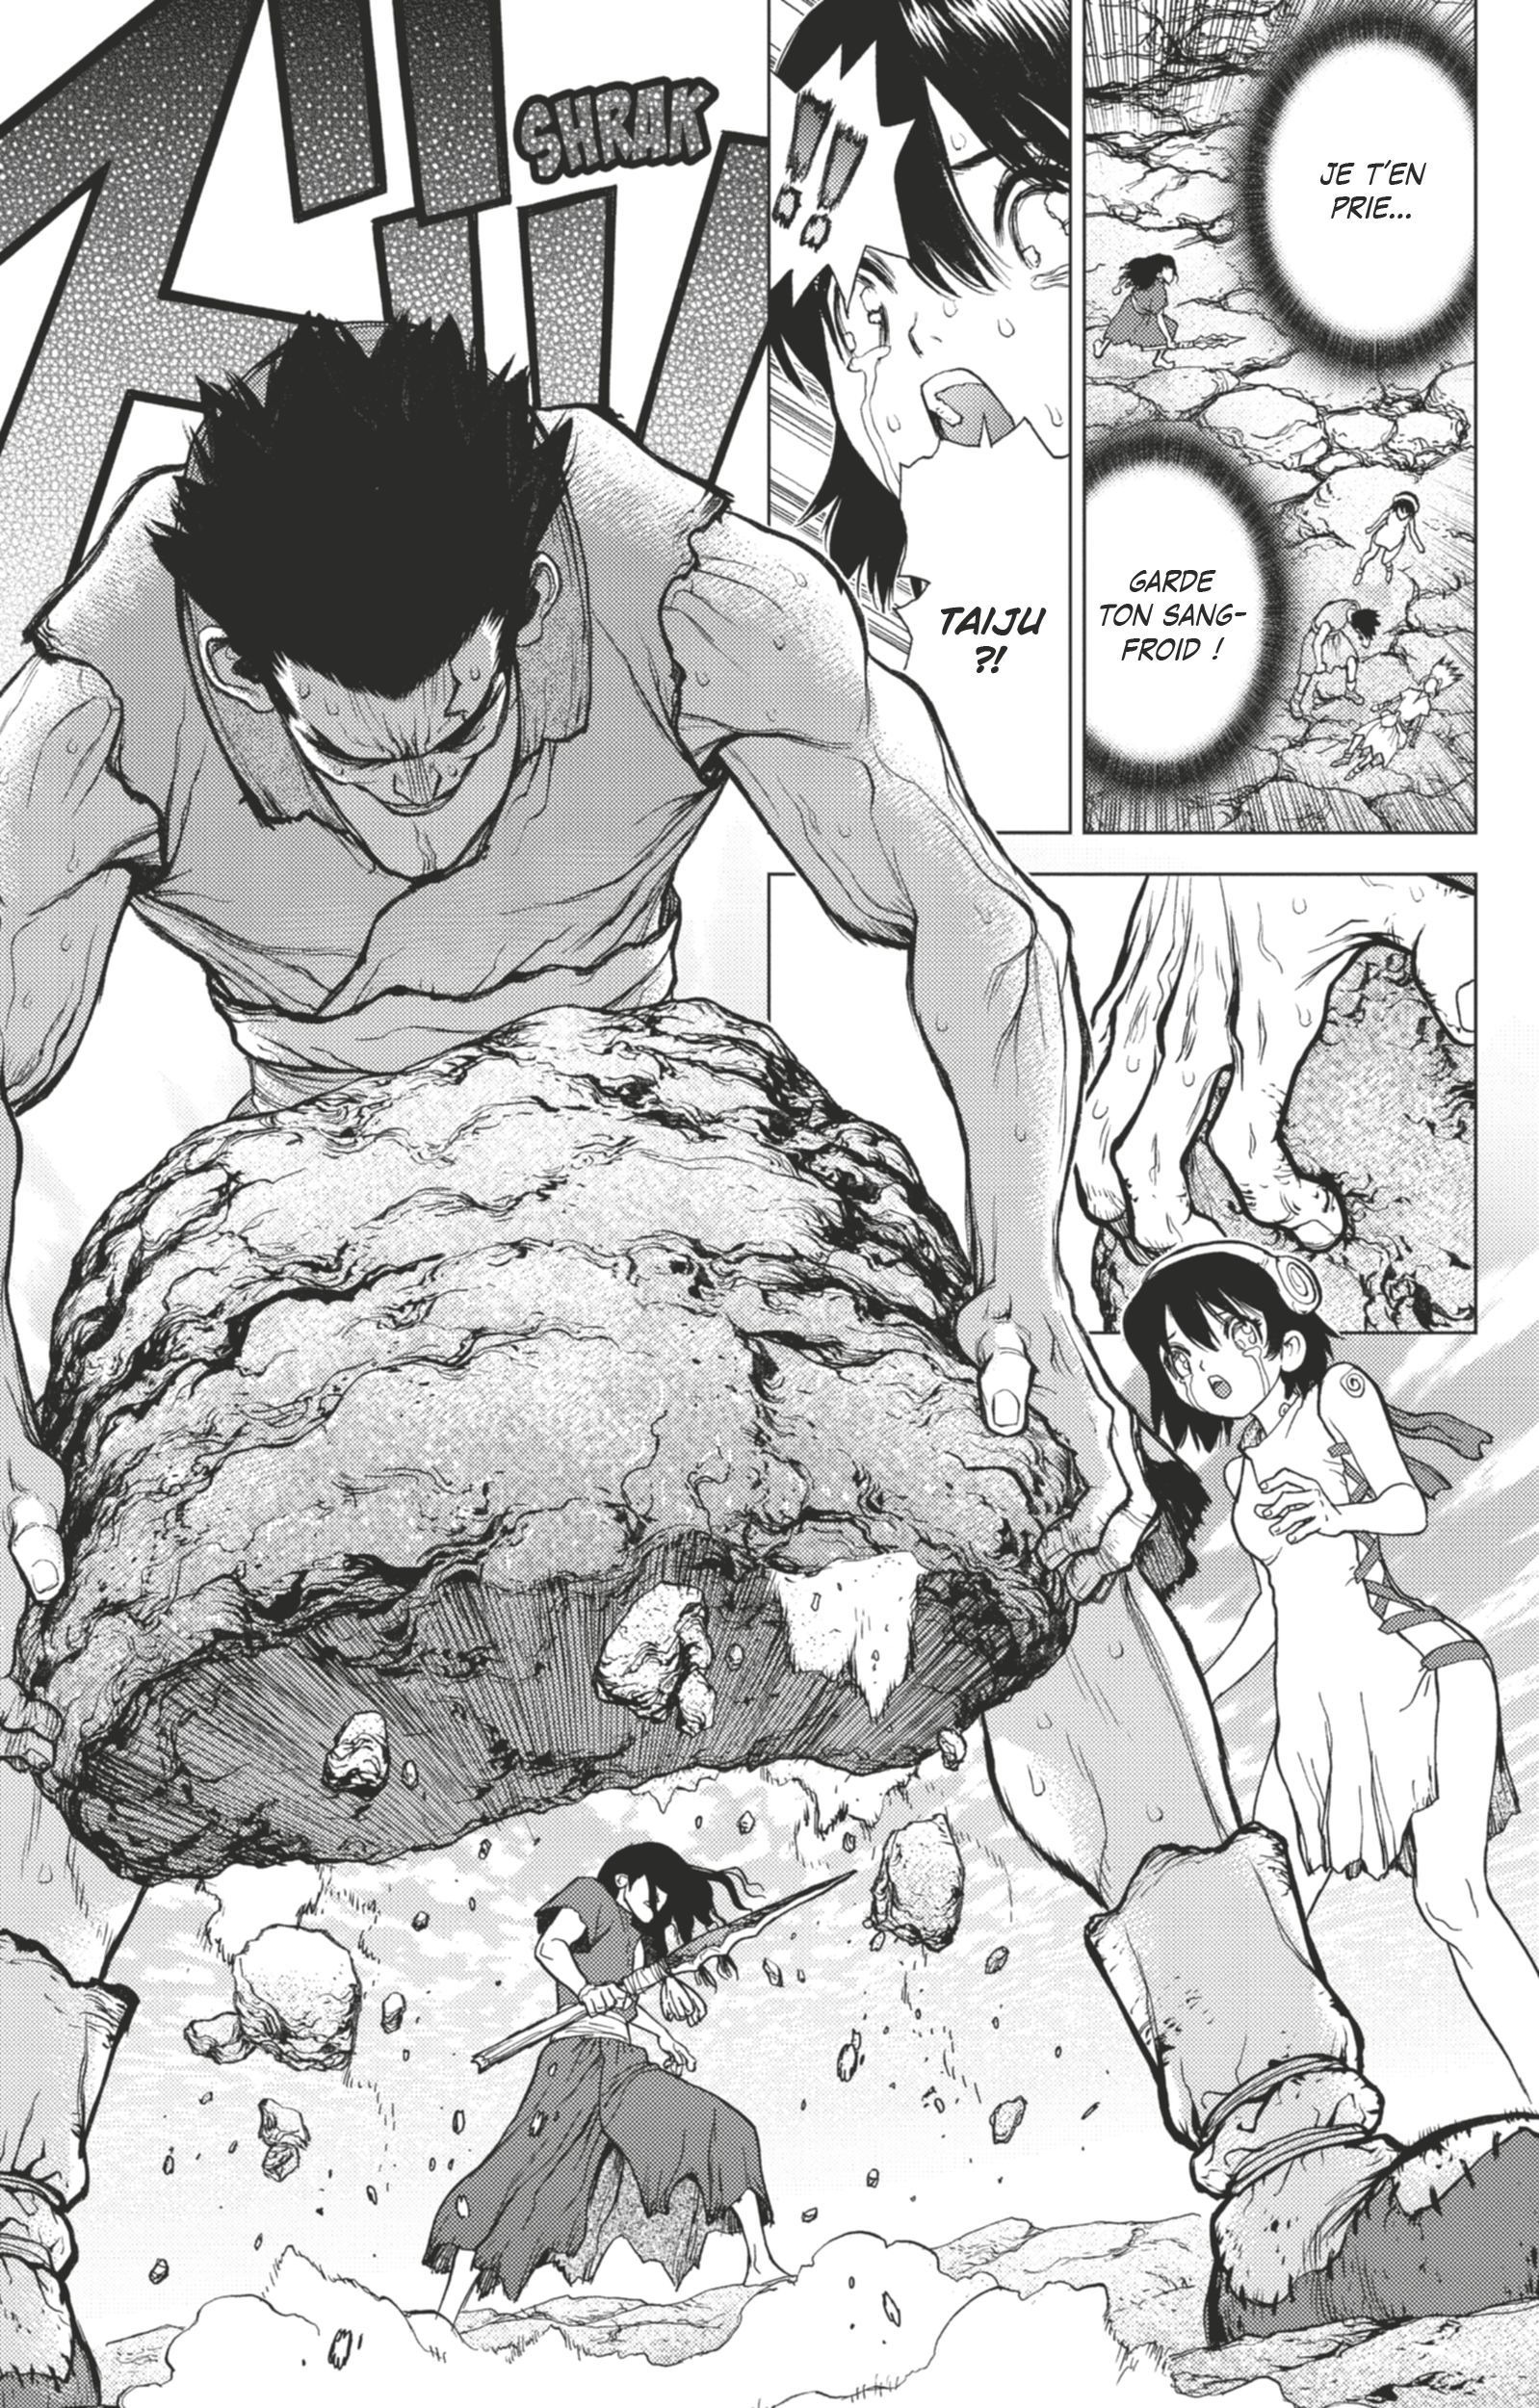 JE T'EN
PRIE...
GARDE
TON SANG-
FROID !
!!
TAIJU
?!
SHRAK